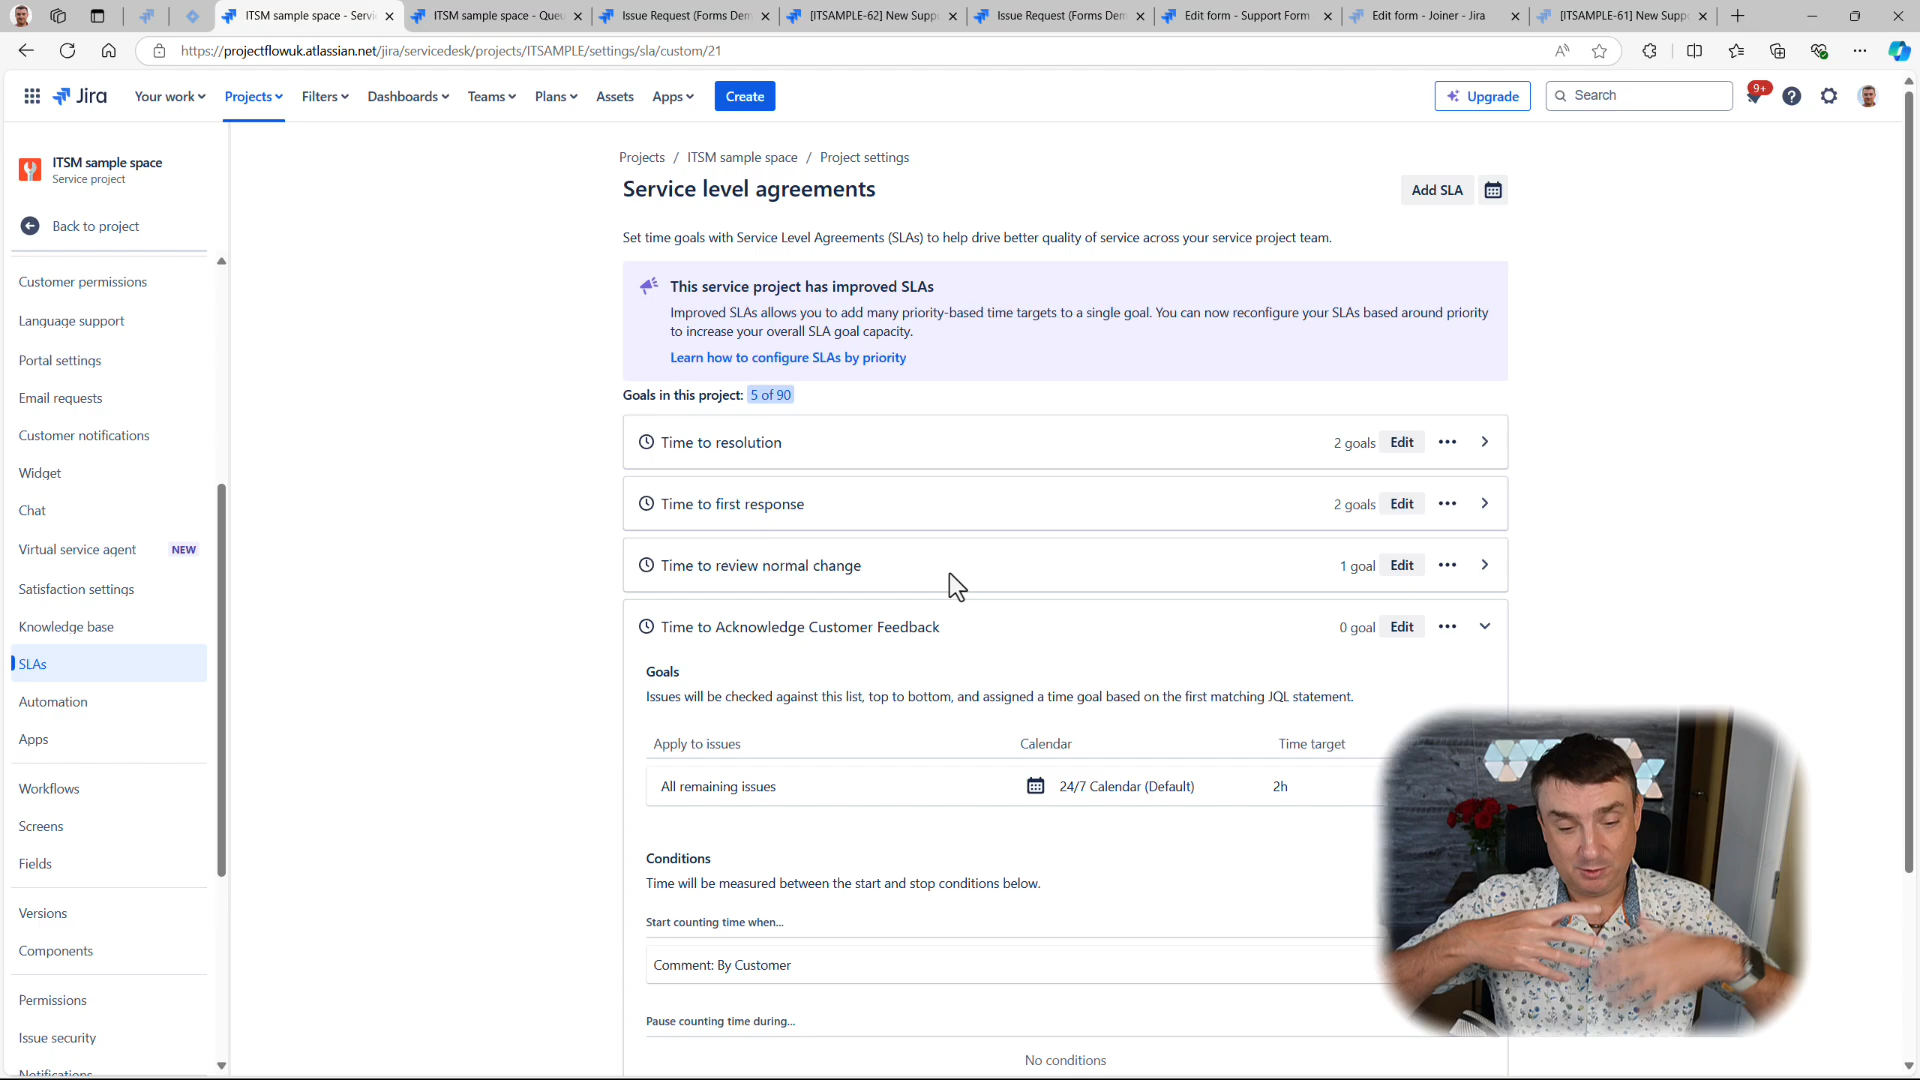 ITSM sample space - Servic
ITSM sample space - Queu
Issue Request (Forms Dem
[ITSAMPLE-62] New Suppo
Issue Request (Forms Dem
Edit form - Support Form
Edit form - Joiner - Jira
[ITSAMPLE-61] New Suppo
https://projectflowuk.atlassian.net/jira/servicedesk/projects/ITSAMPLE/settings/sla/custom/21
Jira
Your work
Projects
Filters
Dashboards
Teams
Plans
Assets
Apps
Create
Upgrade
Search
9+
ITSM sample space
Service project
Back to project
Customer permissions
Language support
Portal settings
Email requests
Customer notifications
Widget
Chat
Virtual service agent NEW
Satisfaction settings
Knowledge base
SLAs
Automation
Apps
Workflows
Screens
Fields
Versions
Components
Permissions
Issue security
Notifications
Projects / ITSM sample space / Project settings
Service level agreements
Add SLA
Set time goals with Service Level Agreements (SLAs) to help drive better quality of service across your service project team.
This service project has improved SLAs
Improved SLAs allows you to add many priority-based time targets to a single goal. You can now reconfigure your SLAs based around priority
to increase your overall SLA goal capacity.
Learn how to configure SLAs by priority
Goals in this project: 5 of 90
Time to resolution 2 goals Edit
Time to first response 2 goals Edit
Time to review normal change 1 goal Edit
Time to Acknowledge Customer Feedback 0 goal Edit
Goals
Issues will be checked against this list, top to bottom, and assigned a time goal based on the first matching JQL statement.
Apply to issues Calendar Time target
All remaining issues 24/7 Calendar (Default) 2h
Conditions
Time will be measured between the start and stop conditions below.
Start counting time when...
Comment: By Customer
Pause counting time during...
No conditions